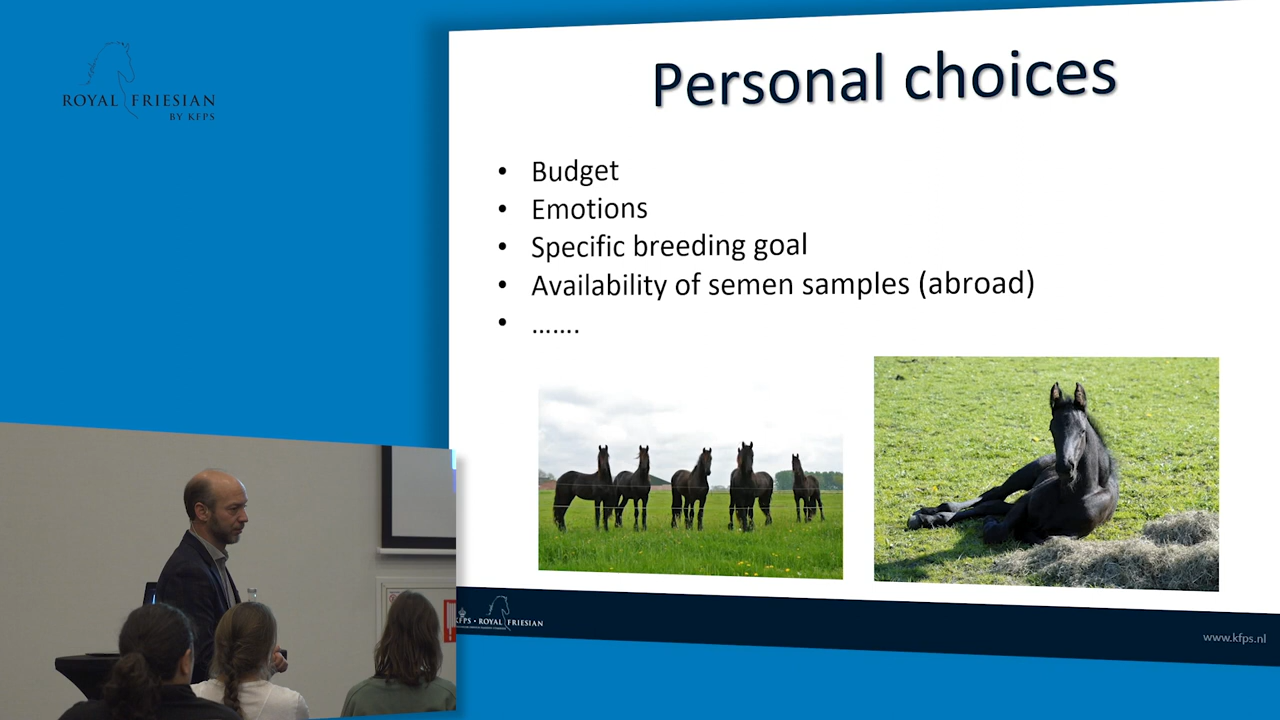 ROYAL FRIESIAN
BY KFPS
Personal choices
• Budget
• Emotions
• Specific breeding goal
• Availability of semen samples (abroad)
• …….
KFPS • ROYAL FRIESIAN
www.kfps.nl